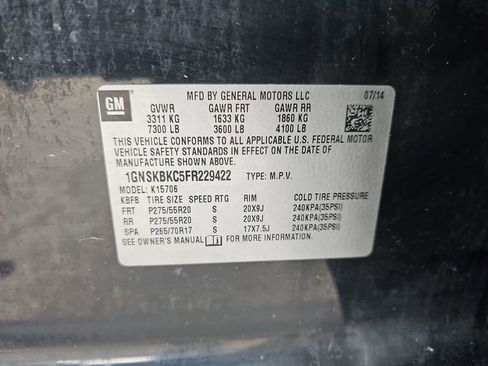 GM
MFD BY GENERAL MOTORS LLC 07/14
GVWR GAWR FRT GAWR RR
3311 KG 1633 KG 1860 KG
7300 LB 3600 LB 4100 LB
THIS VEHICLE CONFORMS TO ALL APPLICABLE U.S. FEDERAL MOTOR
VEHICLE SAFETY STANDARDS IN EFFECT ON THE DATE OF
MANUFACTURE SHOWN ABOVE.
1GNSKBKC5FR229422 TYPE: M.P.V.
MODEL: K15706
KBFB TIRE SIZE SPEED RTG RIM COLD TIRE PRESSURE
FRT P275/55R20 S 20X9J 240KPA(35PSI)
RR P275/55R20 S 20X9J 240KPA(35PSI)
SPA P265/70R17 S 17X7.5J 240KPA(35PSI)
SEE OWNER'S MANUAL FOR MORE INFORMATION.